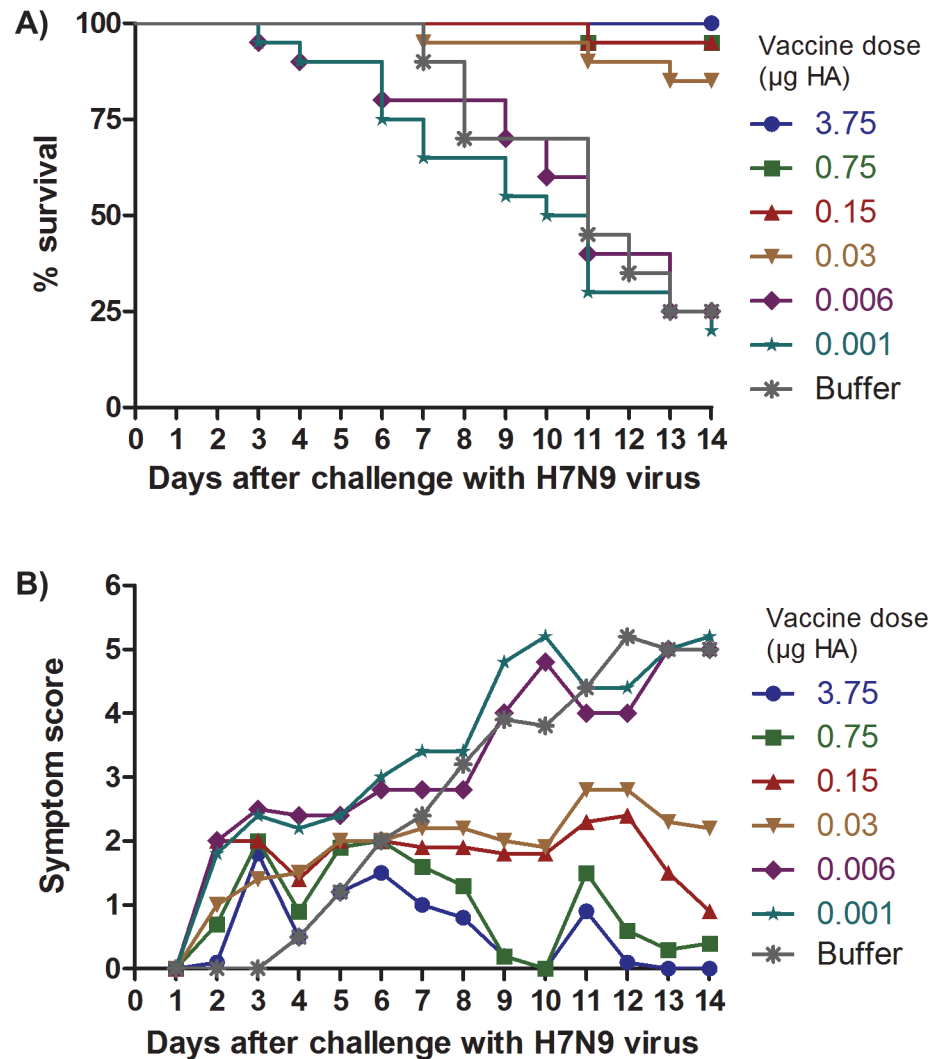 A)
100
75
50
25
0
% survival
0 1 2 3 4 5 6 7 8 9 10 11 12 13 14
Days after challenge with H7N9 virus
Vaccine dose
(µg HA)
3.75
0.75
0.15
0.03
0.006
0.001
Buffer
B)
6
5
4
3
2
1
0
Symptom score
0 1 2 3 4 5 6 7 8 9 10 11 12 13 14
Days after challenge with H7N9 virus
Vaccine dose
(µg HA)
3.75
0.75
0.15
0.03
0.006
0.001
Buffer